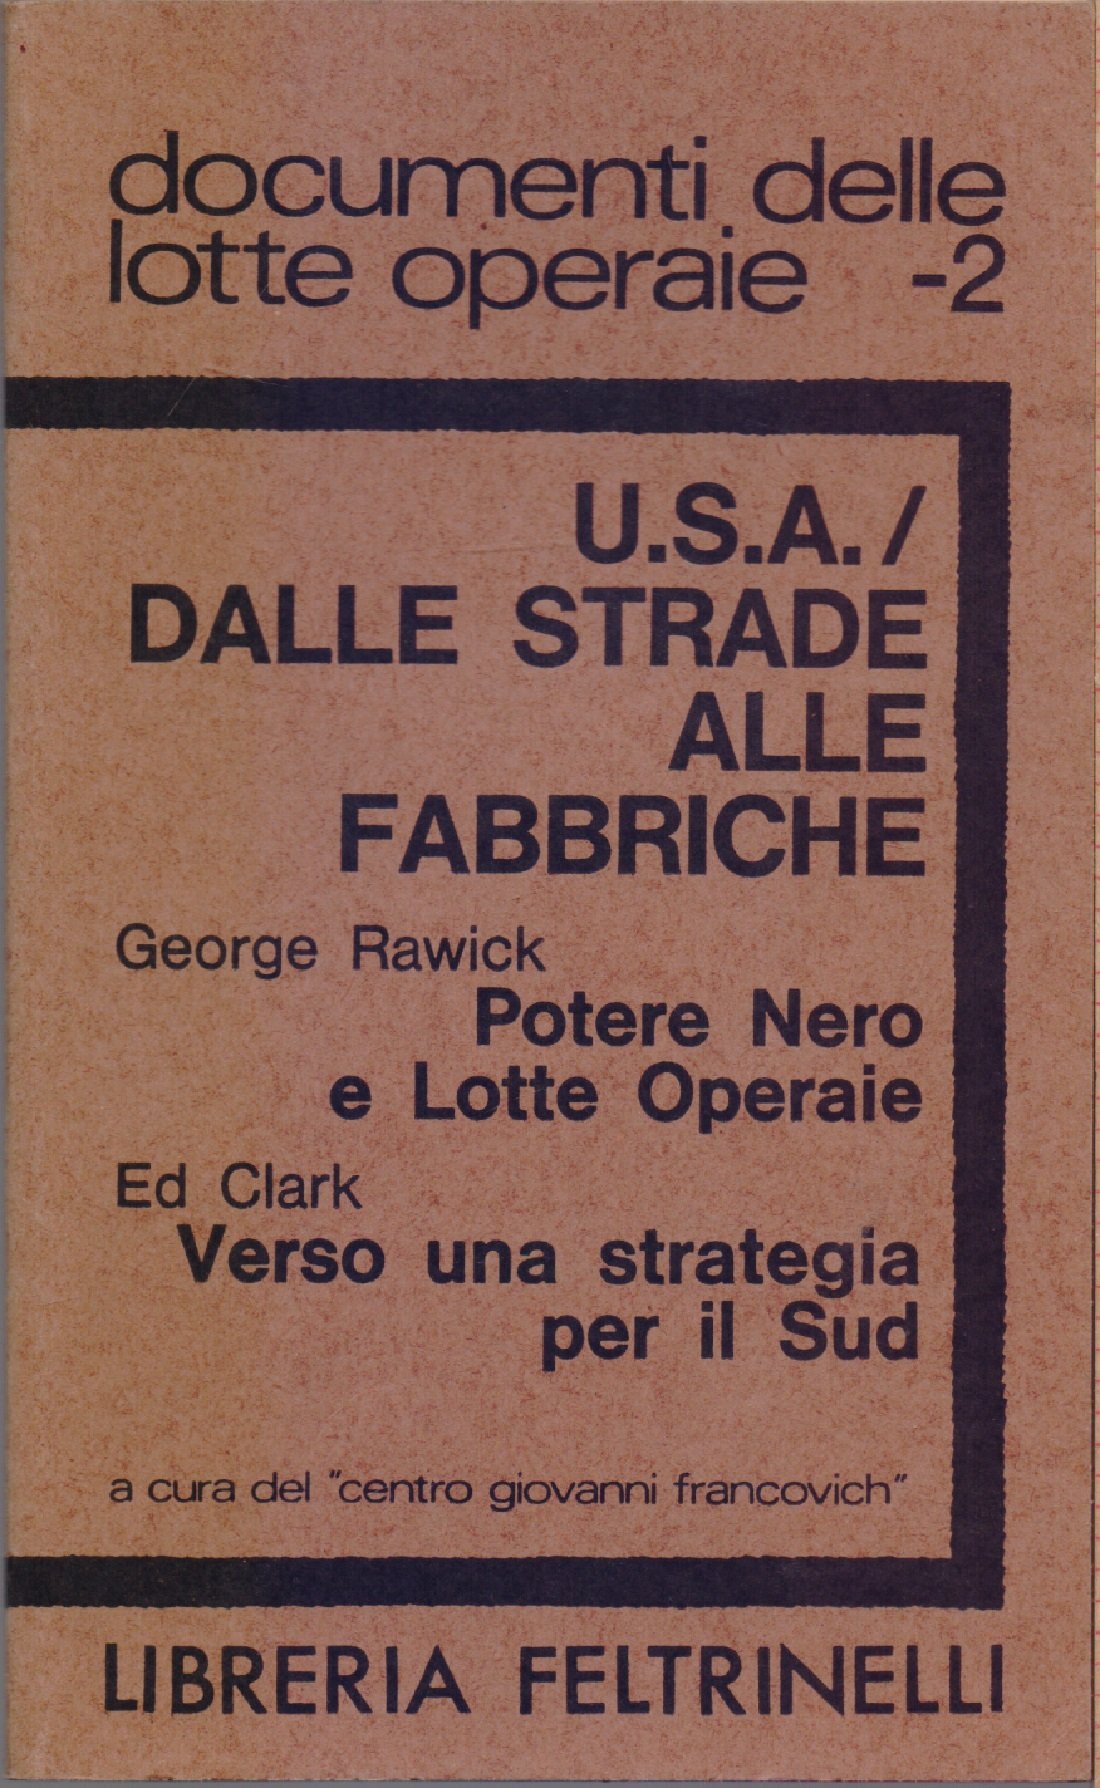 documenti delle
lotte operaie -2
U.S.A./
DALLE STRADE
ALLE
FABBRICHE
George Rawick
Potere Nero
e Lotte Operaie
Ed Clark
Verso una strategia
per il Sud
a cura del "centro giovanni francovich"
LIBRERIA FELTRINELLI